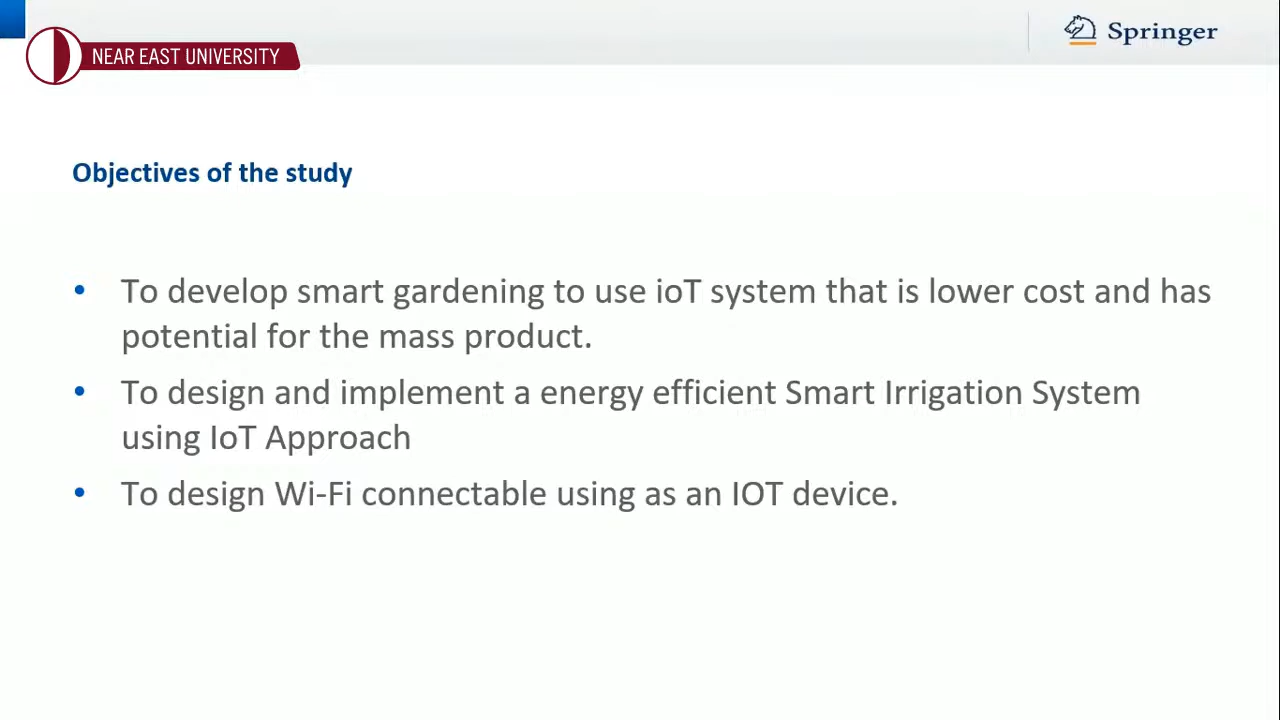 NEAR EAST UNIVERSITY
Springer
Objectives of the study
• To develop smart gardening to use ioT system that is lower cost and has
potential for the mass product.
• To design and implement a energy efficient Smart Irrigation System
using IoT Approach
• To design Wi-Fi connectable using as an IOT device.